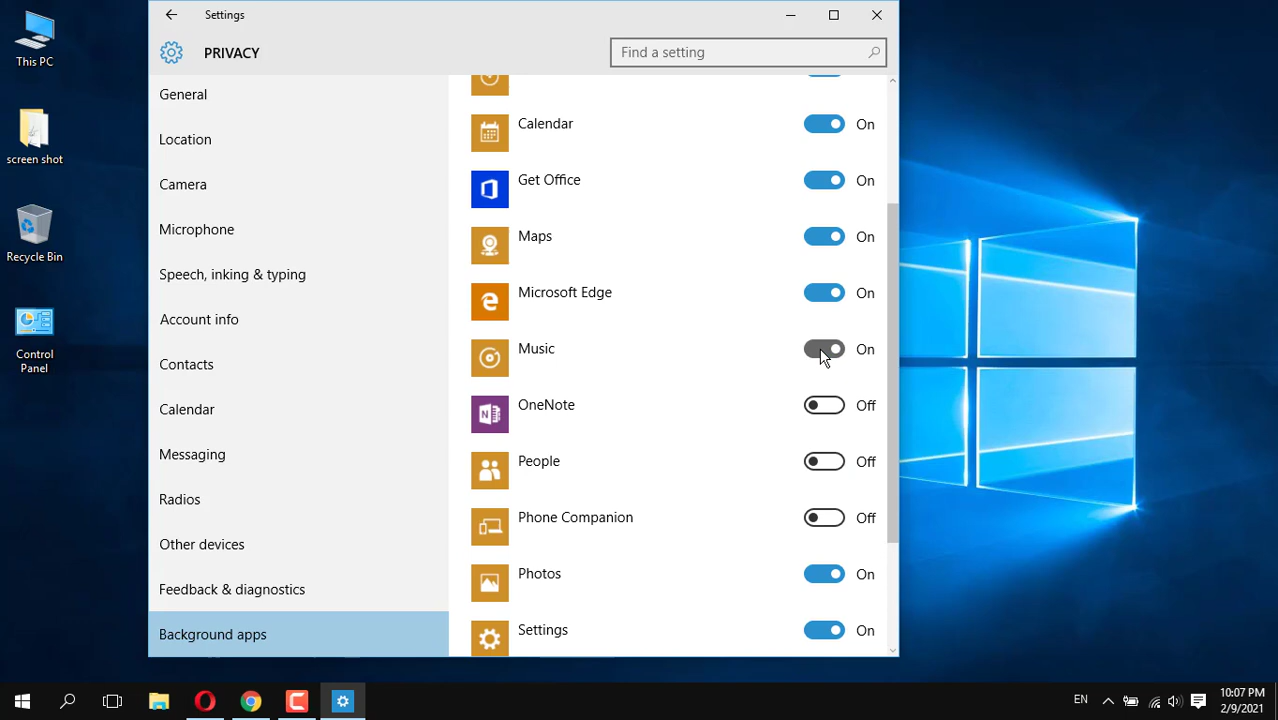 This PC
screen shot
Recycle Bin
Control
Panel
Settings
PRIVACY
Find a setting
General
Location
Camera
Microphone
Speech, inking & typing
Account info
Contacts
Calendar
Messaging
Radios
Other devices
Feedback & diagnostics
Background apps
Calendar On
Get Office On
Maps On
Microsoft Edge On
Music On
OneNote Off
People Off
Phone Companion Off
Photos On
Settings On
EN
10:07 PM
2/9/2021